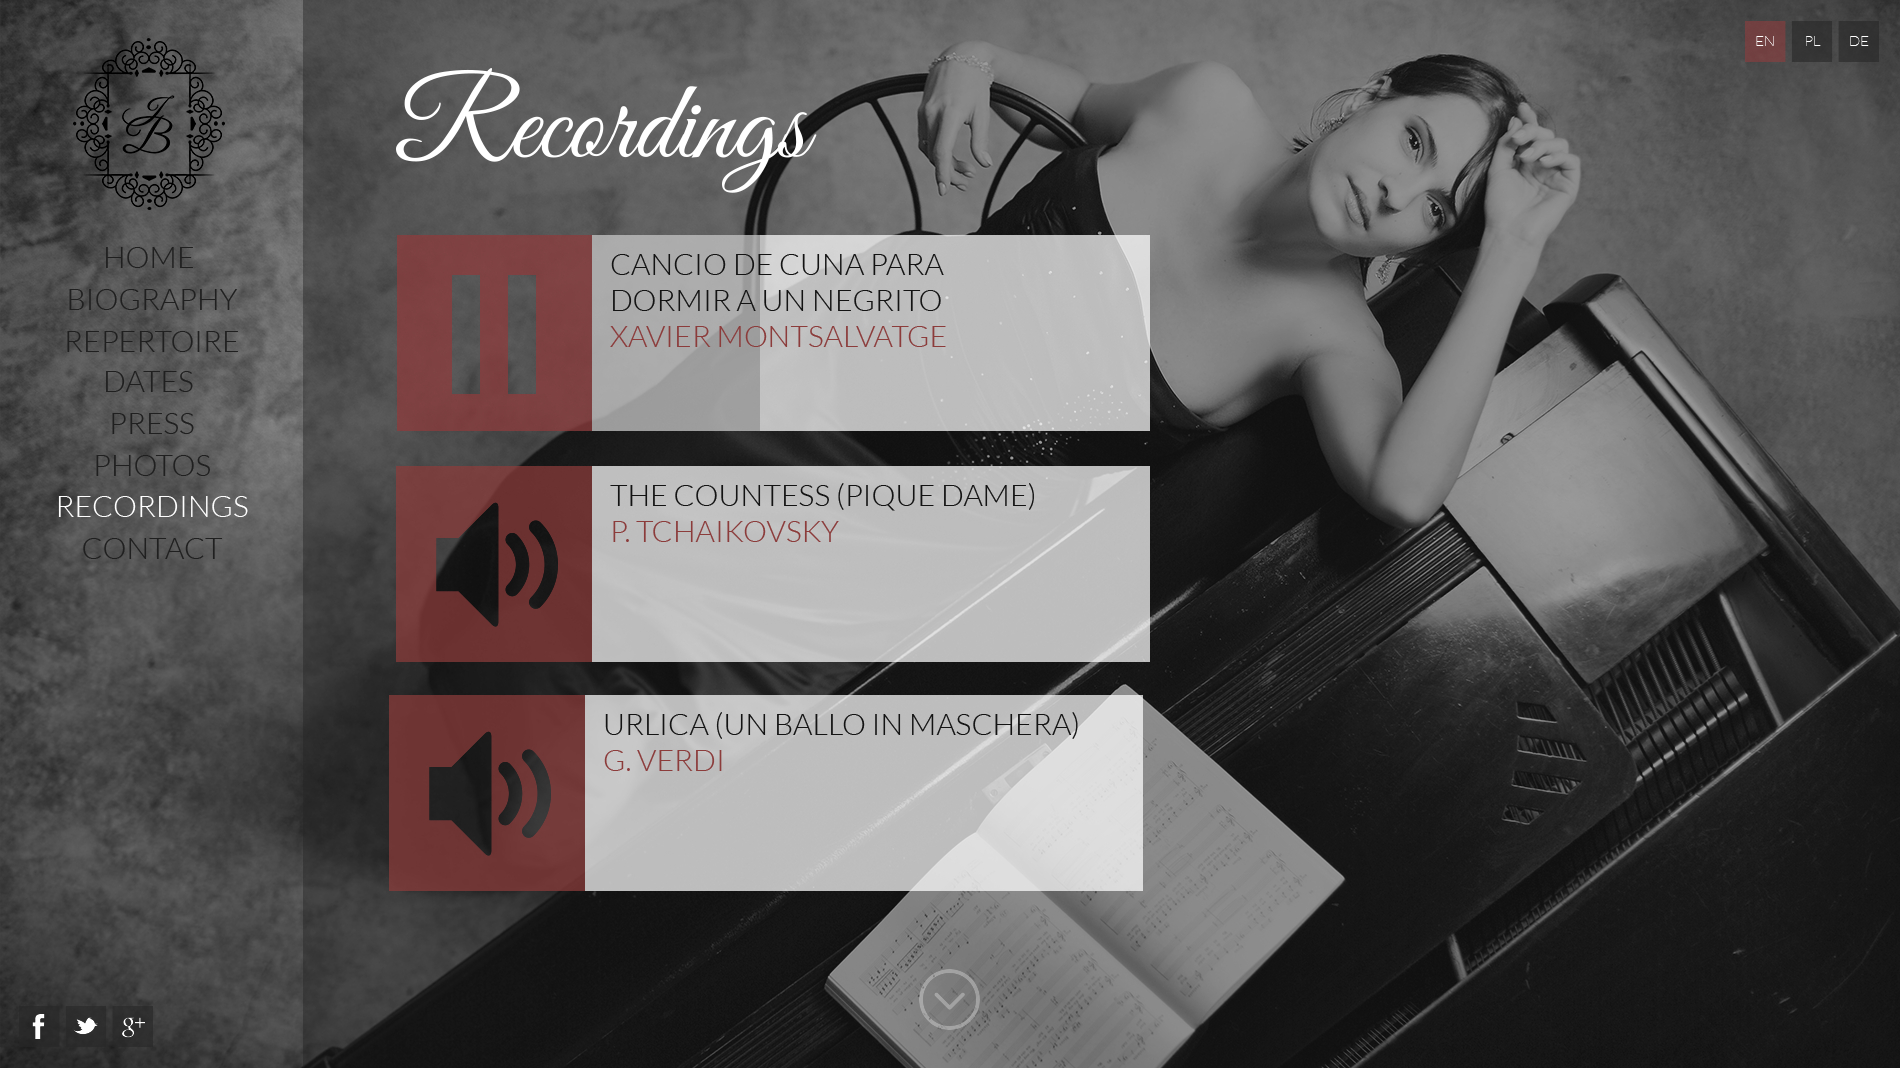 IB
HOME
BIOGRAPHY
REPERTOIRE
DATES
PRESS
PHOTOS
RECORDINGS
CONTACT
f
g+
EN PL DE
Recordings
CANCIO DE CUNA PARA
DORMIR A UN NEGRITO
XAVIER MONTSALVATGE
THE COUNTESS (PIQUE DAME)
P. TCHAIKOVSKY
URLICA (UN BALLO IN MASCHERA)
G. VERDI